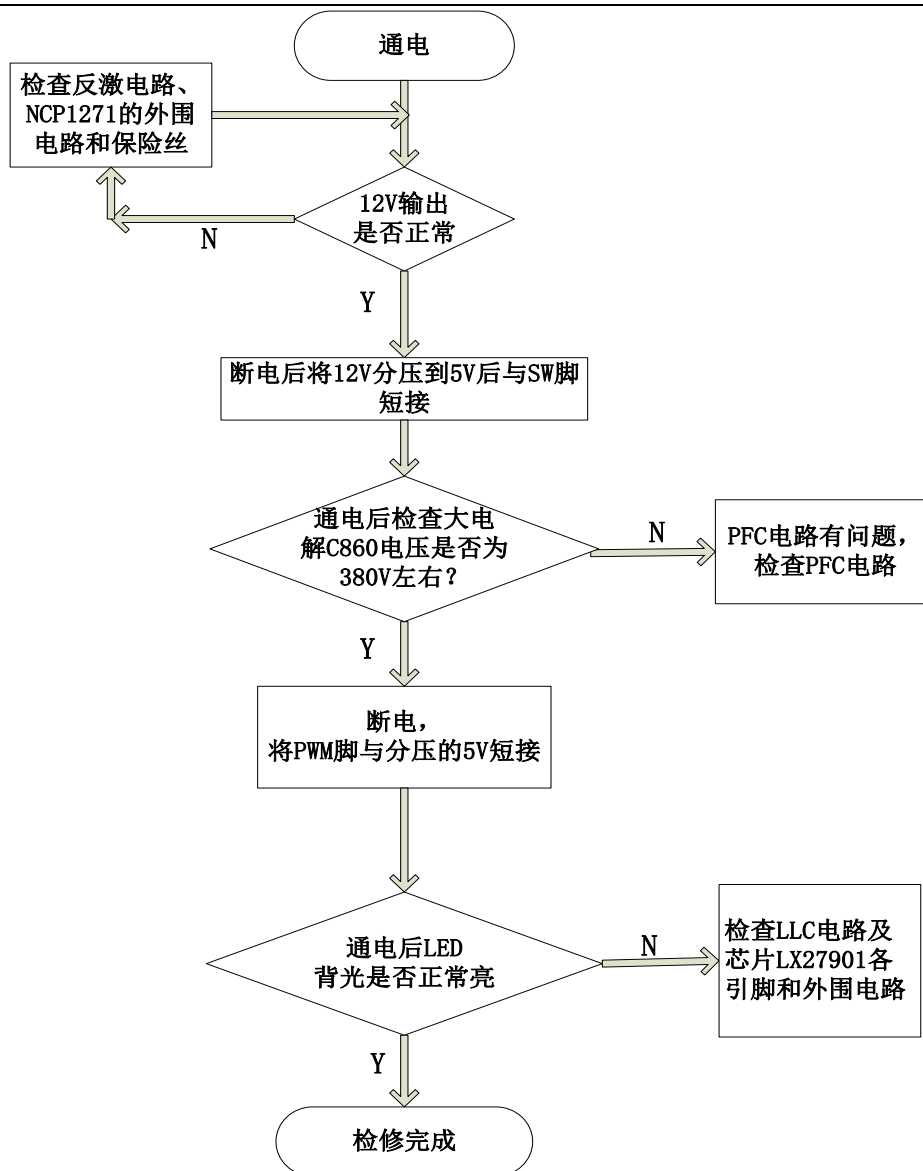 通电
检查反激电路、
NCP1271的外围
电路和保险丝
12V输出
是否正常
N
Y
断电后将12V分压到5V后与SW脚
短接
通电后检查大电
解C860电压是否为
380V左右？
N
PFC电路有问题，
检查PFC电路
Y
断电，
将PWM脚与分压的5V短接
通电后LED
背光是否正常亮
N
检查LLC电路及
芯片LX27901各
引脚和外围电路
Y
检修完成